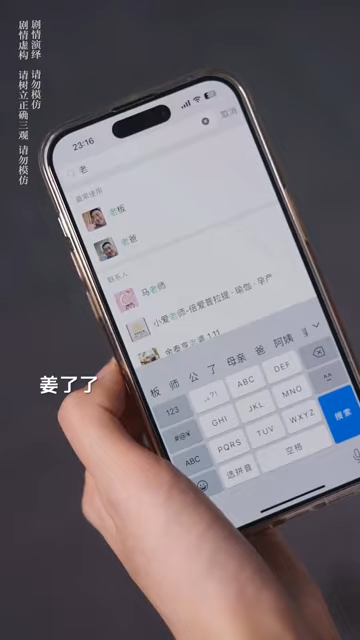 剧情演绎 请勿模仿
剧情虚构 请树立正确三观 请勿模仿
23:16
老
取消
最常使用
老板
老爸
联系人
马老师
小爱老师-倍爱普拉提-瑜伽-孕产
板 师 公 了 母亲 爸 阿姨
123
,。?!
ABC
DEF
#@¥
GHI
JKL
MNO
^^
ABC
PQRS
TUV
WXYZ
搜索
选拼音
空格
姜了了